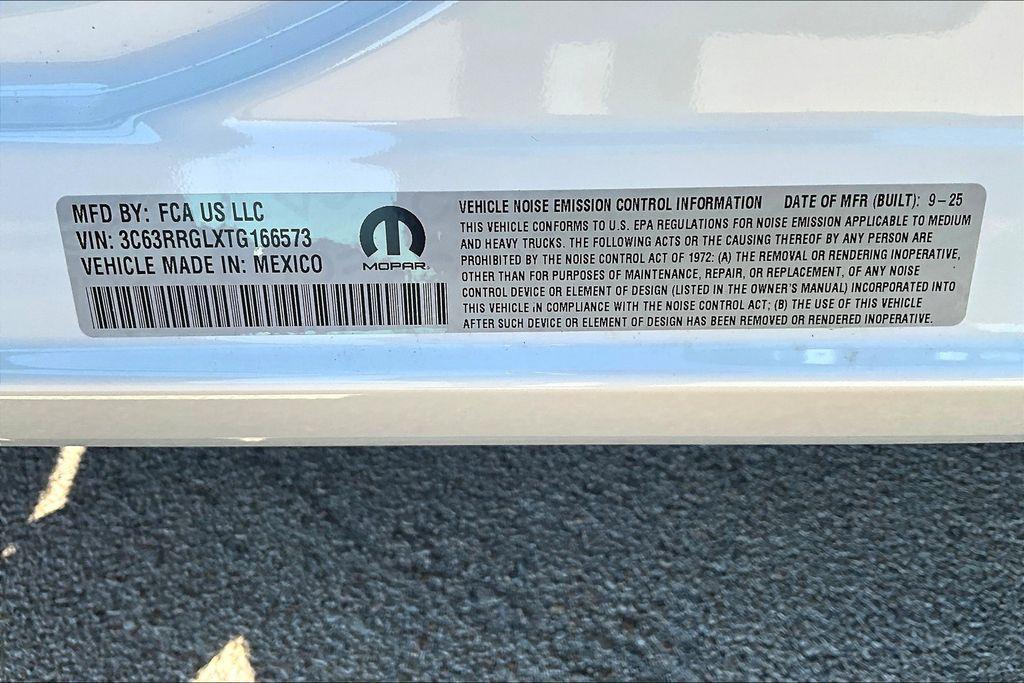 MFD BY: FCA US LLC
VIN: 3C63RRGLXTG166573
VEHICLE MADE IN: MEXICO
MOPAR
VEHICLE NOISE EMISSION CONTROL INFORMATION DATE OF MFR (BUILT): 9-25
THIS VEHICLE CONFORMS TO U.S. EPA REGULATIONS FOR NOISE EMISSION APPLICABLE TO MEDIUM
AND HEAVY TRUCKS. THE FOLLOWING ACTS OR THE CAUSING THEREOF BY ANY PERSON ARE
PROHIBITED BY THE NOISE CONTROL ACT OF 1972: (A) THE REMOVAL OR RENDERING INOPERATIVE,
OTHER THAN FOR PURPOSES OF MAINTENANCE, REPAIR, OR REPLACEMENT, OF ANY NOISE
CONTROL DEVICE OR ELEMENT OF DESIGN (LISTED IN THE OWNER'S MANUAL) INCORPORATED INTO
THIS VEHICLE IN COMPLIANCE WITH THE NOISE CONTROL ACT; (B) THE USE OF THIS VEHICLE
AFTER SUCH DEVICE OR ELEMENT OF DESIGN HAS BEEN REMOVED OR RENDERED INOPERATIVE.